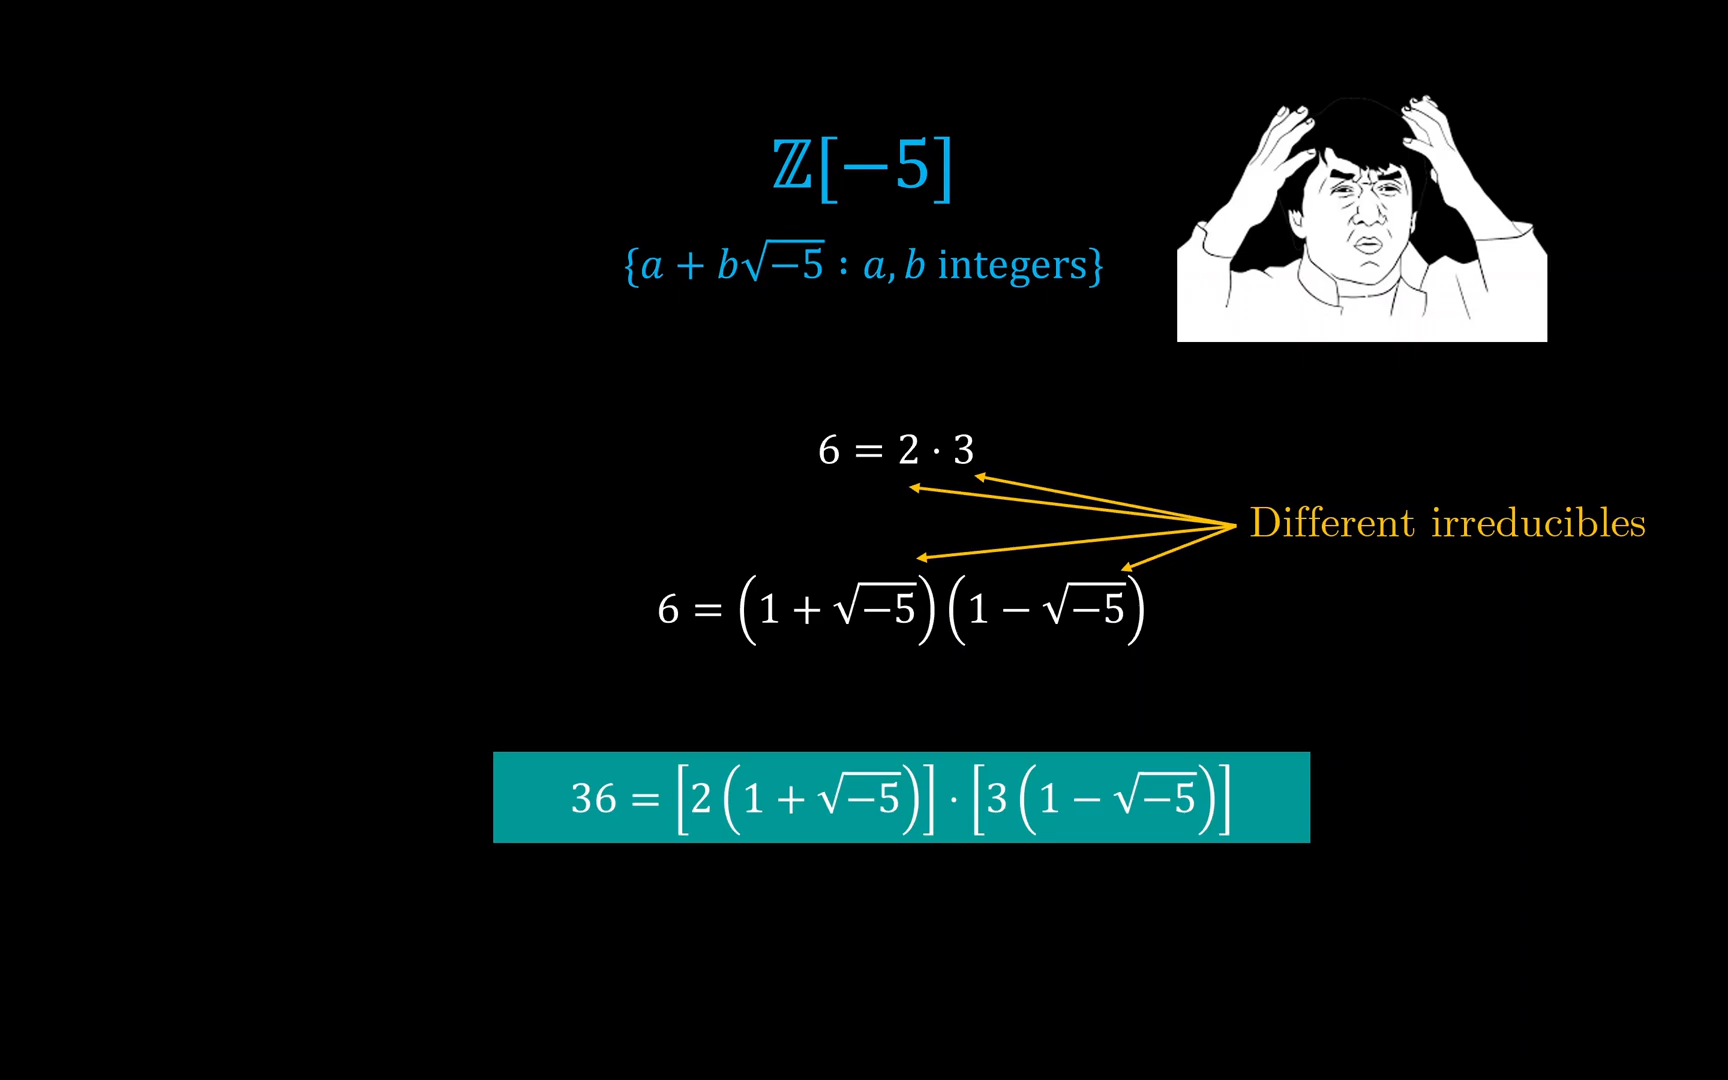 ℤ[−5]
{a + b√−5 : a, b integers}
6 = 2 · 3
Different irreducibles
6 = (1 + √−5)(1 − √−5)
36 = [2(1 + √−5)] · [3(1 − √−5)]